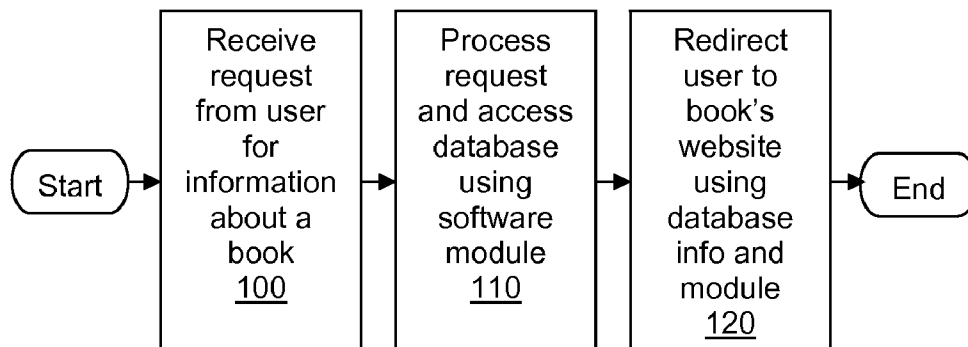 Start
Receive
request
from user
for
information
about a
book
100
Process
request
and access
database
using
software
module
110
Redirect
user to
book's
website
using
database
info and
module
120
End